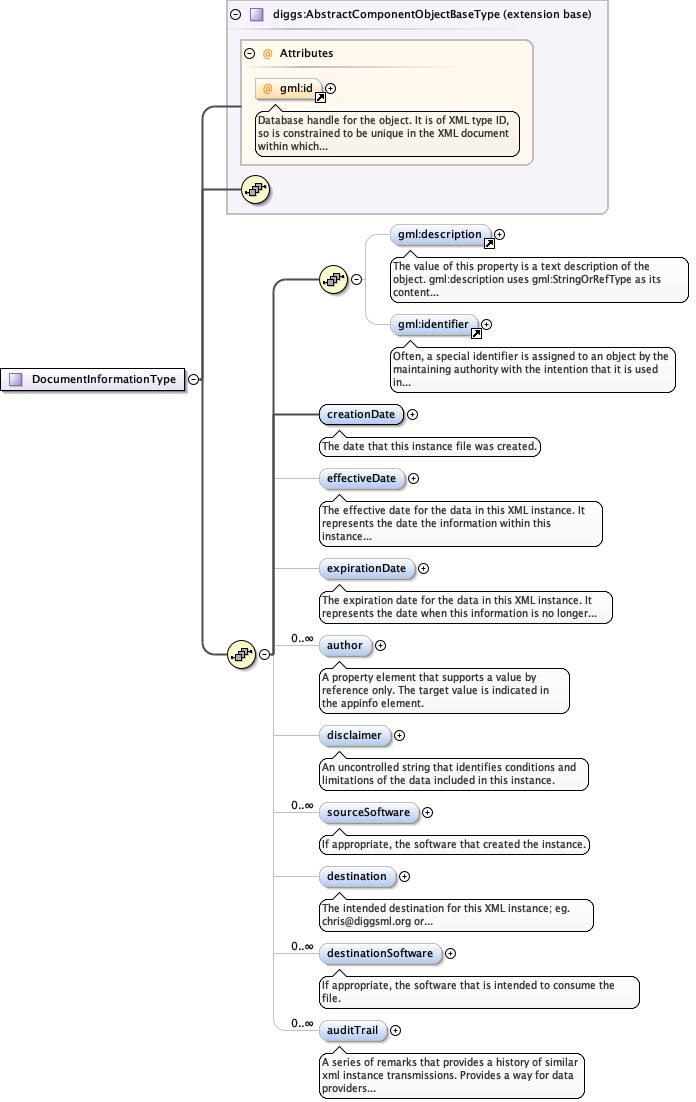 diggs:AbstractComponentObjectBaseType (extension base)
@ Attributes
@ gml:id
Database handle for the object. It is of XML type ID,
so is constrained to be unique in the XML document
within which...
gml:description
The value of this property is a text description of the
object. gml:description uses gml:StringOrRefType as its
content...
gml:identifier
Often, a special identifier is assigned to an object by the
maintaining authority with the intention that it is used
in...
DocumentInformationType
creationDate
The date that this instance file was created.
effectiveDate
The effective date for the data in this XML instance. It
represents the date the information within this
instance...
expirationDate
The expiration date for the data in this XML instance. It
represents the date when this information is no longer...
0..∞
author
A property element that supports a value by
reference only. The target value is indicated in
the appinfo element.
disclaimer
An uncontrolled string that identifies conditions and
limitations of the data included in this instance.
0..∞
sourceSoftware
If appropriate, the software that created the instance.
destination
The intended destination for this XML instance; eg.
chris@diggsml.org or...
0..∞
destinationSoftware
If appropriate, the software that is intended to consume the
file.
0..∞
auditTrail
A series of remarks that provides a history of similar
xml instance transmissions. Provides a way for data
providers...